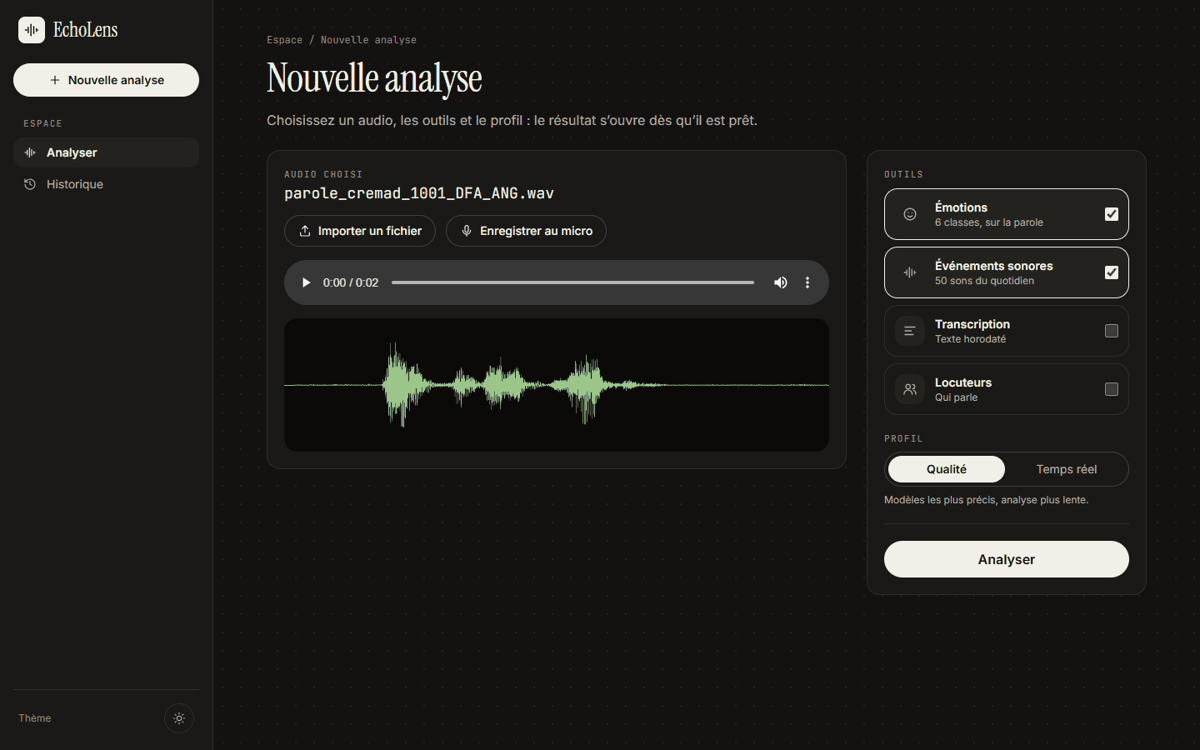 EchoLens
+ Nouvelle analyse
ESPACE
Analyser
Historique
Thème
Espace / Nouvelle analyse
Nouvelle analyse
Choisissez un audio, les outils et le profil : le résultat s’ouvre dès qu’il est prêt.
AUDIO CHOISI
parole_cremad_1001_DFA_ANG.wav
Importer un fichier
Enregistrer au micro
0:00 / 0:02
OUTILS
Émotions
6 classes, sur la parole
Événements sonores
50 sons du quotidien
Transcription
Texte horodaté
Locuteurs
Qui parle
PROFIL
Qualité
Temps réel
Modèles les plus précis, analyse plus lente.
Analyser